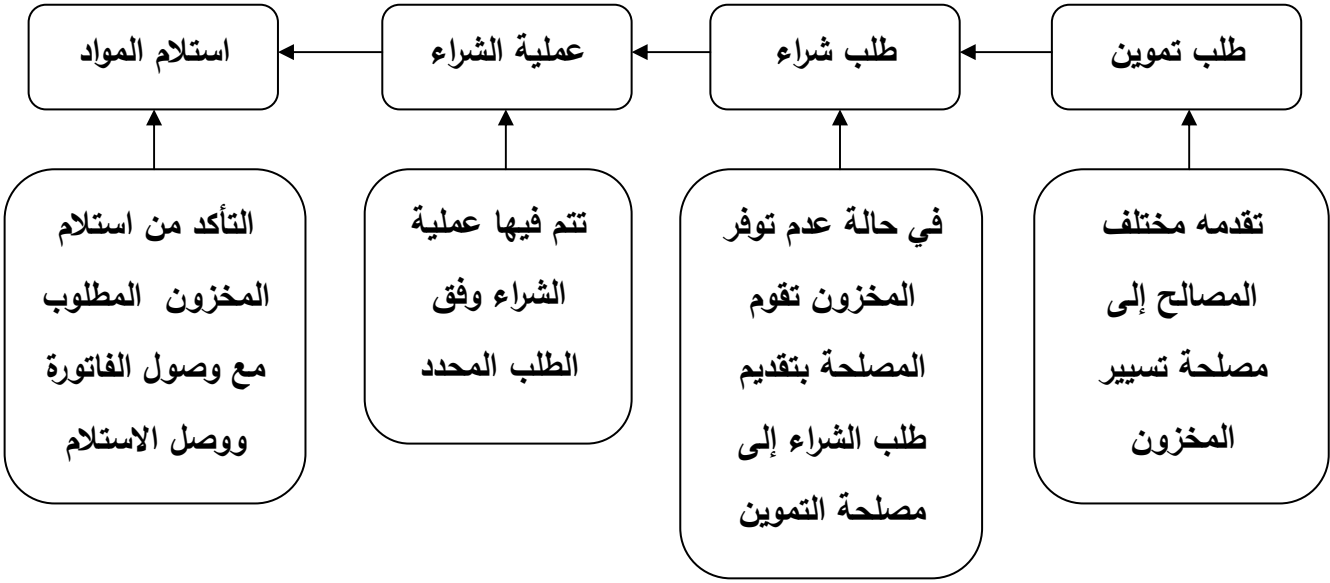 طلب تموين
طلب شراء
عملية الشراء
استلام المواد
تقدمه مختلف
المصالح إلى
مصلحة تسيير
المخزون
في حالة عدم توفر
المخزون تقوم
المصلحة بتقديم
طلب الشراء إلى
مصلحة التموين
تتم فيها عملية
الشراء وفق
الطلب المحدد
التأكد من استلام
المخزون المطلوب
مع وصول الفاتورة
ووصل الاستلام